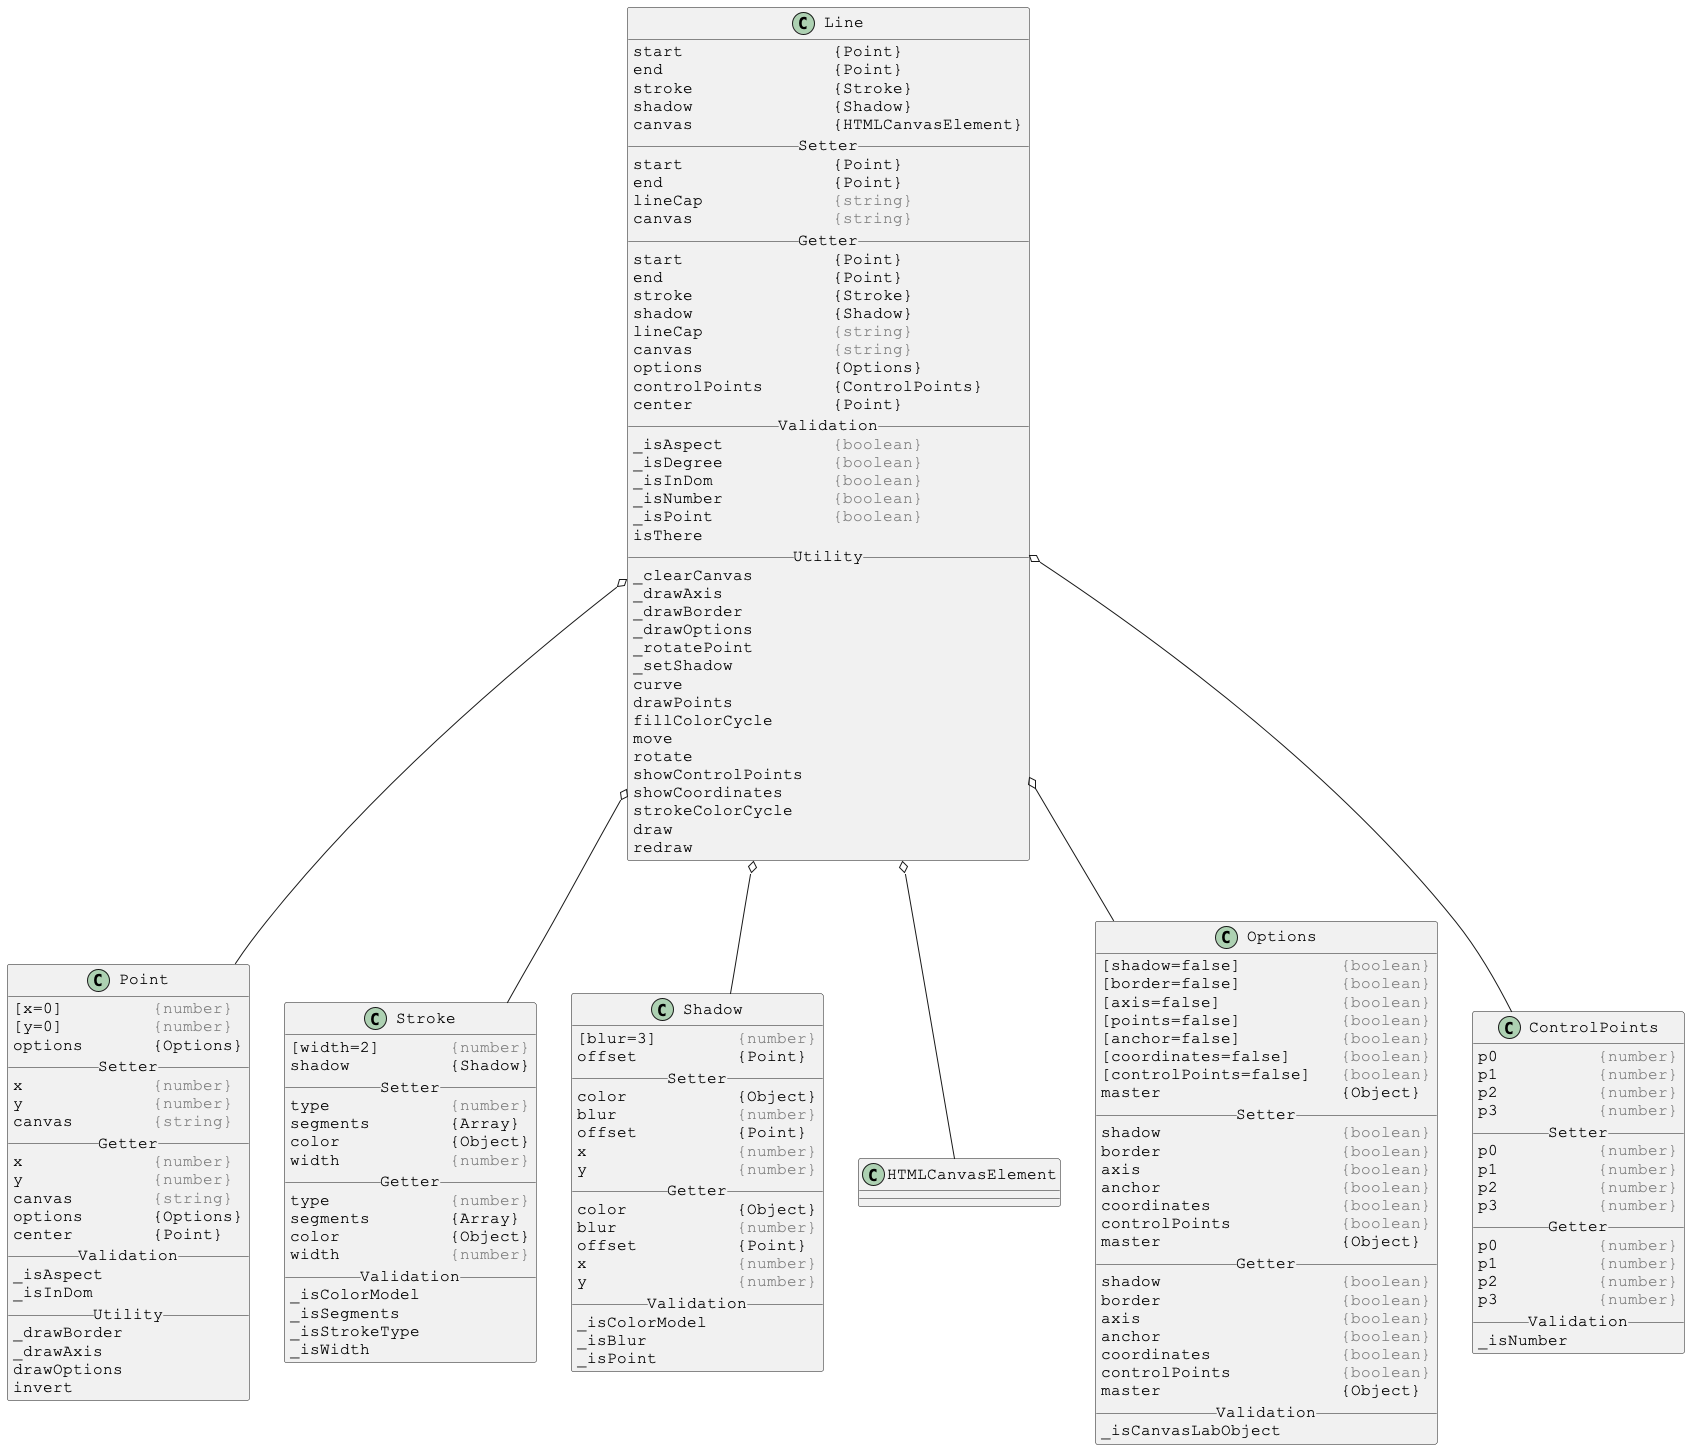 C Line
start {Point}
end {Point}
stroke {Stroke}
shadow {Shadow}
canvas {HTMLCanvasElement}
Setter
start {Point}
end {Point}
lineCap {string}
canvas {string}
Getter
start {Point}
end {Point}
stroke {Stroke}
shadow {Shadow}
lineCap {string}
canvas {string}
options {Options}
controlPoints {ControlPoints}
center {Point}
Validation
_isAspect {boolean}
_isDegree {boolean}
_isInDom {boolean}
_isNumber {boolean}
_isPoint {boolean}
isThere
Utility
_clearCanvas
_drawAxis
_drawBorder
_drawOptions
_rotatePoint
_setShadow
curve
drawPoints
fillColorCycle
move
rotate
showControlPoints
showCoordinates
strokeColorCycle
draw
redraw
C Point
[x=0] {number}
[y=0] {number}
options {Options}
Setter
x {number}
y {number}
canvas {string}
Getter
x {number}
y {number}
canvas {string}
options {Options}
center {Point}
Validation
_isAspect
_isInDom
Utility
_drawBorder
_drawAxis
drawOptions
invert
C Stroke
[width=2] {number}
shadow {Shadow}
Setter
type {number}
segments {Array}
color {Object}
width {number}
Getter
type {number}
segments {Array}
color {Object}
width {number}
Validation
_isColorModel
_isSegments
_isStrokeType
_isWidth
C Shadow
[blur=3] {number}
offset {Point}
Setter
color {Object}
blur {number}
offset {Point}
x {number}
y {number}
Getter
color {Object}
blur {number}
offset {Point}
x {number}
y {number}
Validation
_isColorModel
_isBlur
_isPoint
C HTMLCanvasElement
C Options
[shadow=false] {boolean}
[border=false] {boolean}
[axis=false] {boolean}
[points=false] {boolean}
[anchor=false] {boolean}
[coordinates=false] {boolean}
[controlPoints=false] {boolean}
master {Object}
Setter
shadow {boolean}
border {boolean}
axis {boolean}
anchor {boolean}
coordinates {boolean}
controlPoints {boolean}
master {Object}
Getter
shadow {boolean}
border {boolean}
axis {boolean}
anchor {boolean}
coordinates {boolean}
controlPoints {boolean}
master {Object}
Validation
_isCanvasLabObject
C ControlPoints
p0 {number}
p1 {number}
p2 {number}
p3 {number}
Setter
p0 {number}
p1 {number}
p2 {number}
p3 {number}
Getter
p0 {number}
p1 {number}
p2 {number}
p3 {number}
Validation
_isNumber